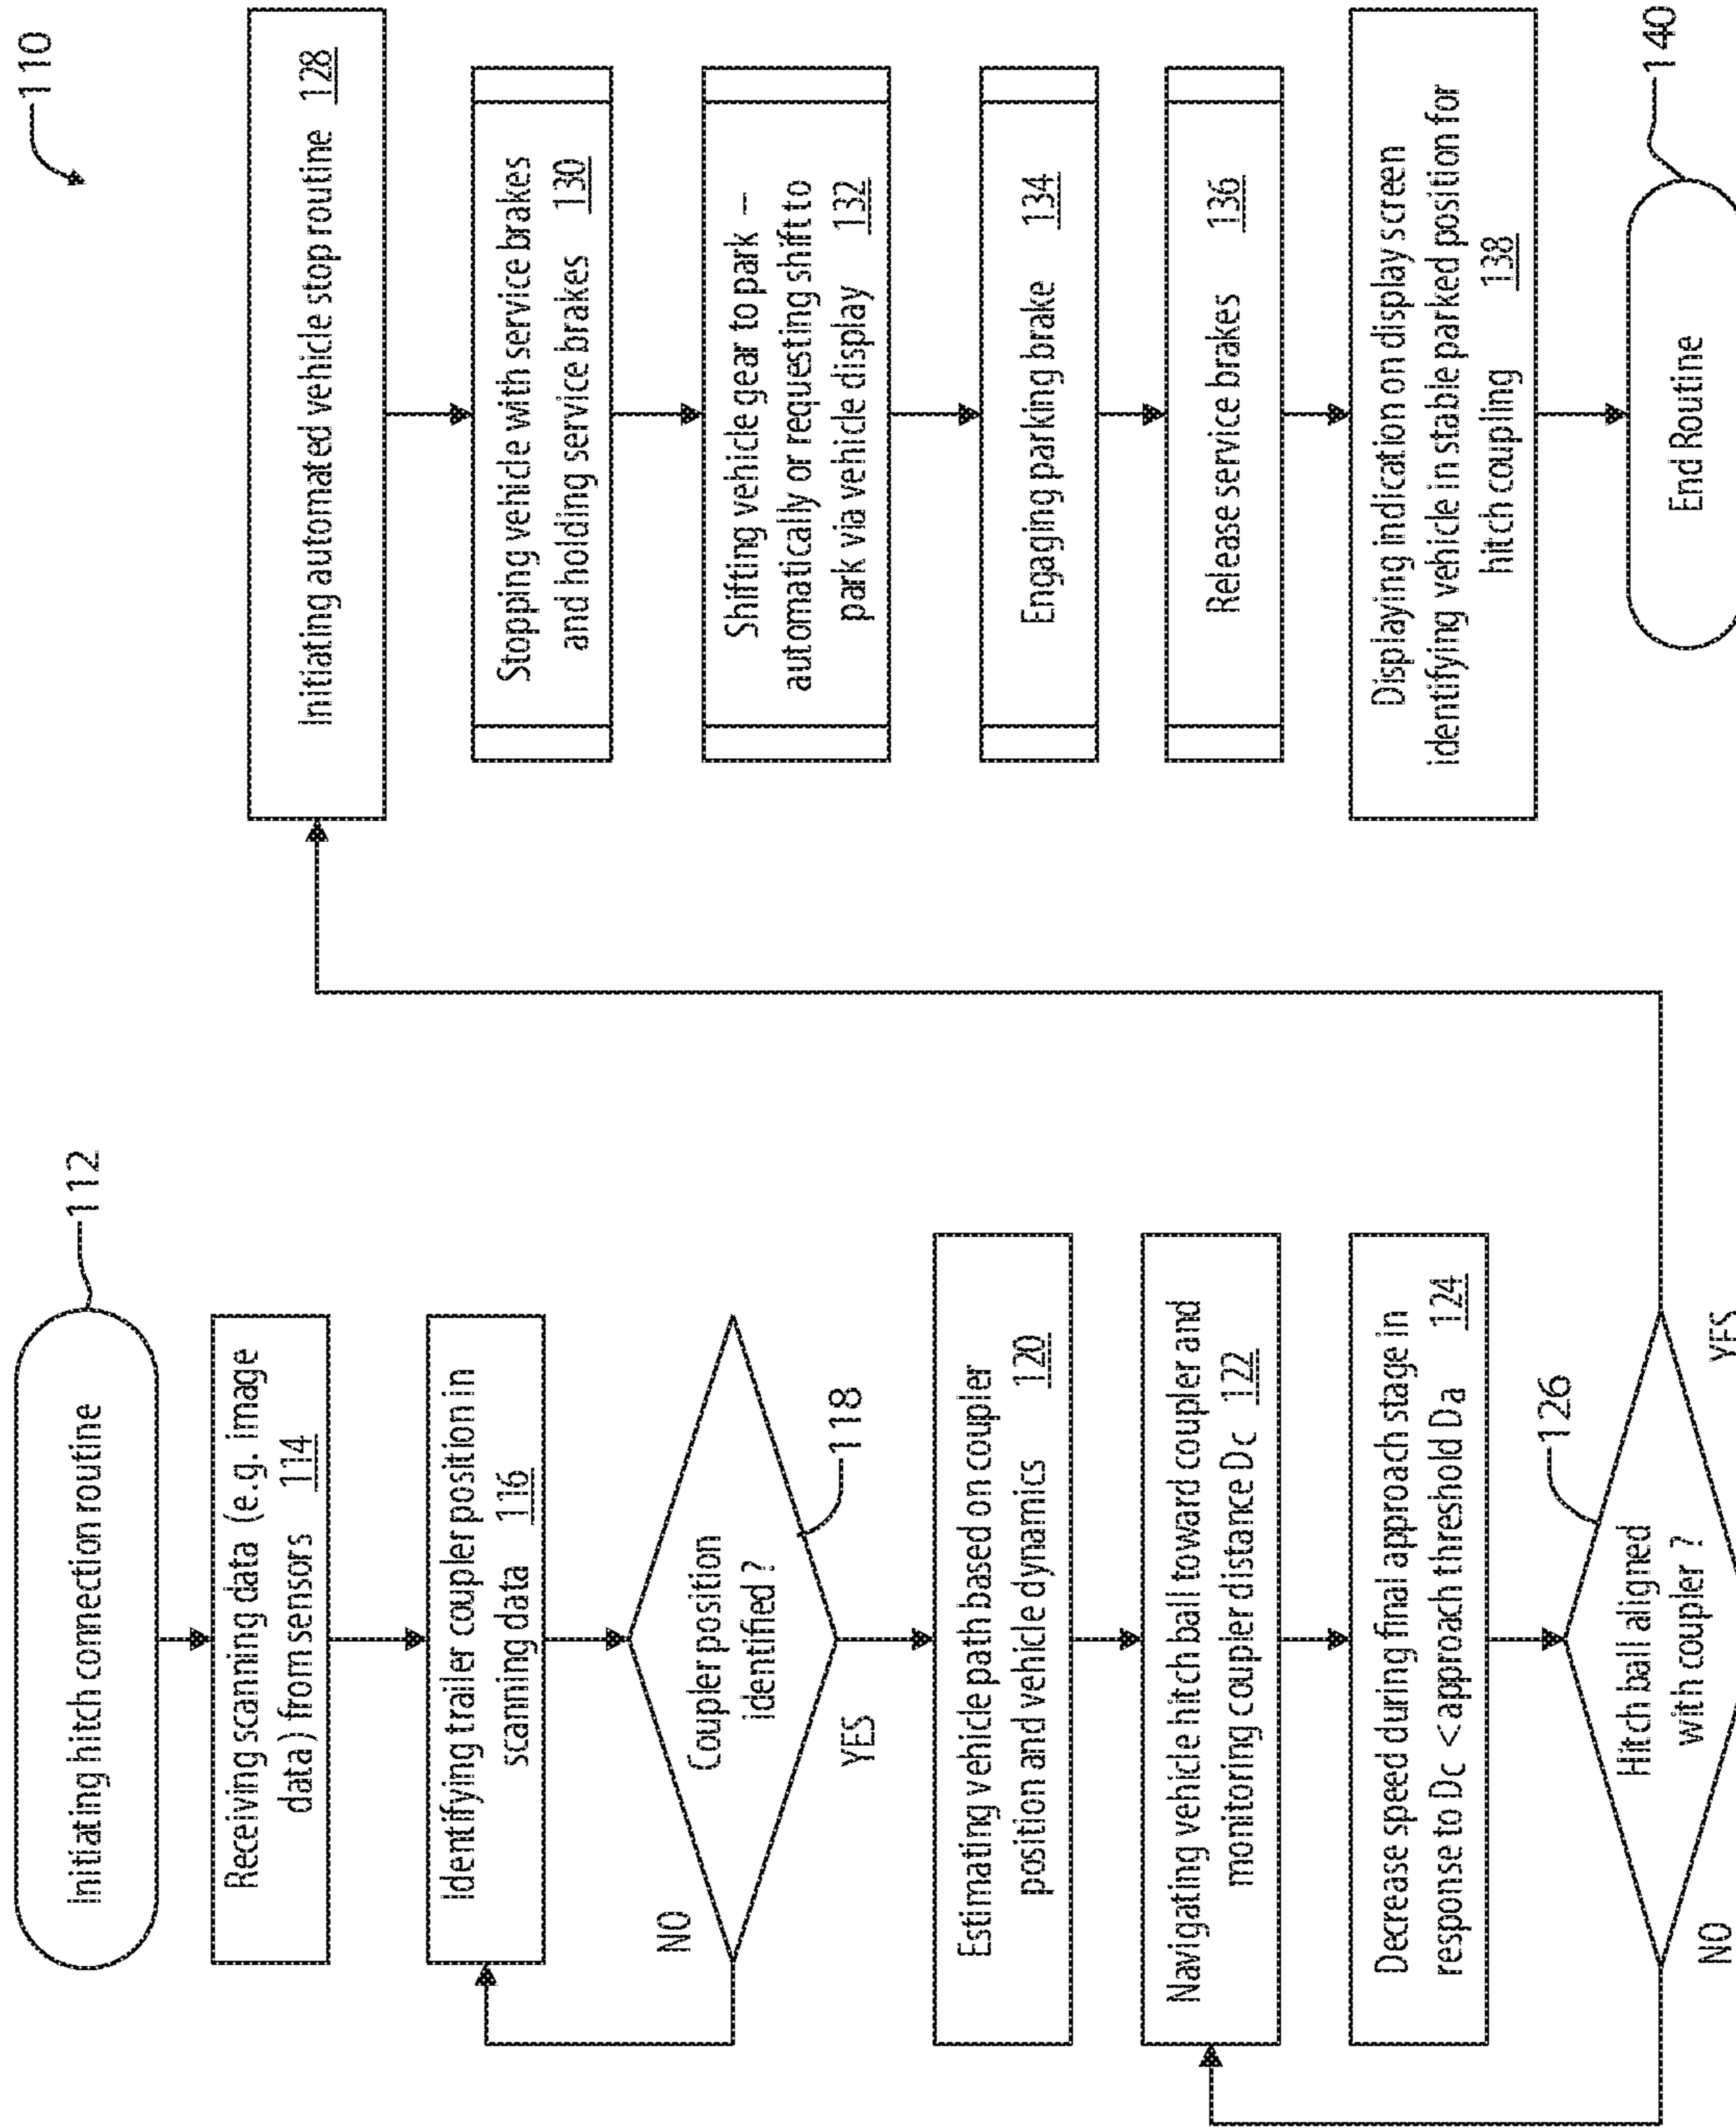 110
112
Initiating hitch connection routine
Receiving scanning data (e.g. image
data) from sensors 114
Identifying trailer coupler position in
scanning data 116
Coupler position
identified ?
118
NO
YES
Estimating vehicle path based on coupler
position and vehicle dynamics 120
Navigating vehicle hitch ball toward coupler and
monitoring coupler distance Dc 122
Decrease speed during final approach stage in
response to Dc < approach threshold Da 124
126
Hitch ball aligned
with coupler ?
NO
YES
Initiating automated vehicle stop routine 128
Stopping vehicle with service brakes
and holding service brakes 130
Shifting vehicle gear to park –
automatically or requesting shift to
park via vehicle display 132
Engaging parking brake 134
Release service brakes 136
Displaying indication on display screen
identifying vehicle in stable parked position for
hitch coupling 138
140
End Routine